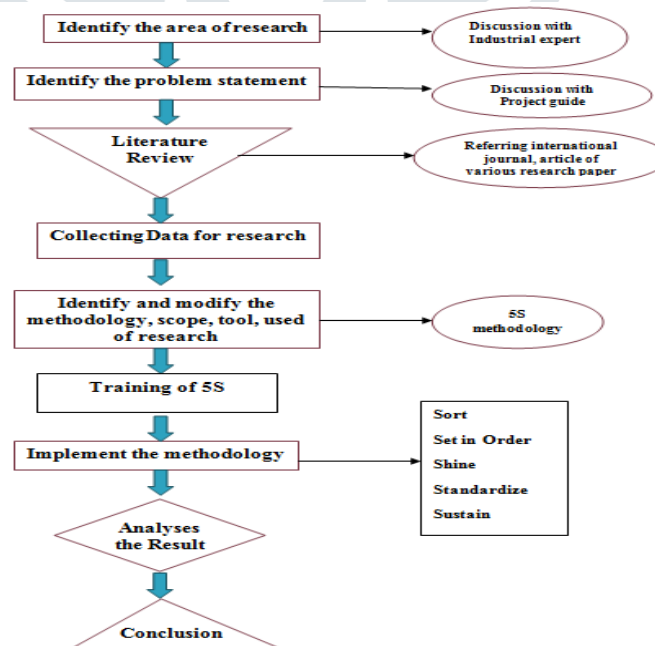 Identify the area of research
Discussion with
Industrial expert
Identify the problem statement
Discussion with
Project guide
Literature
Review
Referring international
journal, article of
various research paper
Collecting Data for research
Identify and modify the
methodology, scope, tool, used
of research
5S
methodology
Training of 5S
Implement the methodology
Sort
Set in Order
Shine
Standardize
Sustain
Analyses
the Result
Conclusion